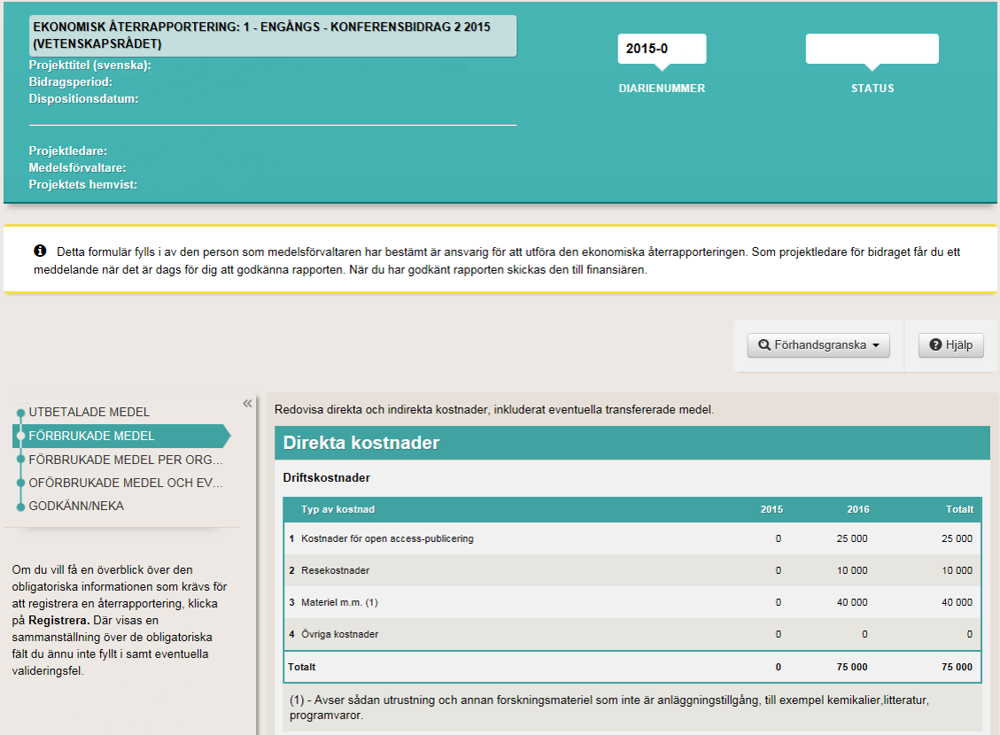 EKONOMISK ÅTERRAPPORTERING: 1 - ENGÅNGS - KONFERENSBIDRAG 2 2015
(VETENSKAPSRÅDET)
Projekttitel (svenska):
Bidragsperiod:
Dispositionsdatum:
2015-0
DIARIENUMMER
STATUS
Projektledare:
Medelsförvaltare:
Projektets hemvist:
Detta formulär fylls i av den person som medelsförvaltaren har bestämt är ansvarig för att utföra den ekonomiska återrapporteringen. Som projektledare för bidraget får du ett
meddelande när det är dags för dig att godkänna rapporten. När du har godkänt rapporten skickas den till finansiären.
Förhandsgranska
Hjälp
«
UTBETALADE MEDEL
FÖRBRUKADE MEDEL
FÖRBRUKADE MEDEL PER ORG...
OFÖRBRUKADE MEDEL OCH EV...
GODKÄNN/NEKA
Om du vill få en överblick över den
obligatoriska informationen som krävs för
att registrera en återrapportering, klicka
på Registrera. Där visas en
sammanställning över de obligatoriska
fält du ännu inte fyllt i samt eventuella
valideringsfel.
Redovisa direkta och indirekta kostnader, inkluderat eventuella transfererade medel.
Direkta kostnader
Driftskostnader
Typ av kostnad 2015 2016 Totalt
1 Kostnader för open access-publicering 0 25 000 25 000
2 Resekostnader 0 10 000 10 000
3 Materiel m.m. (1) 0 40 000 40 000
4 Övriga kostnader 0 0 0
Totalt 0 75 000 75 000
(1) - Avser sådan utrustning och annan forskningsmateriel som inte är anläggningstillgång, till exempel kemikalier,litteratur,
programvaror.